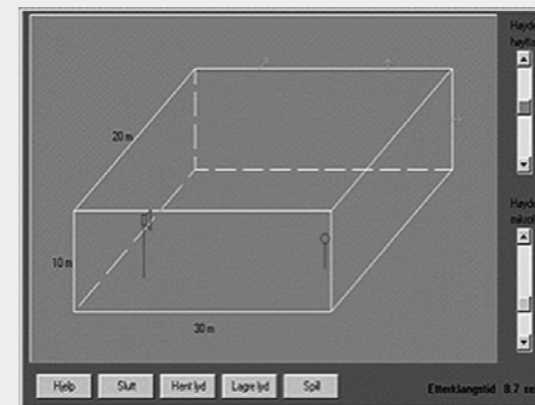 Høyde
20 m
10 m
30 m
Høyde
Hjelp
Slutt
Hent lyd
Lagre lyd
Spill
Etterklangstid 8.7